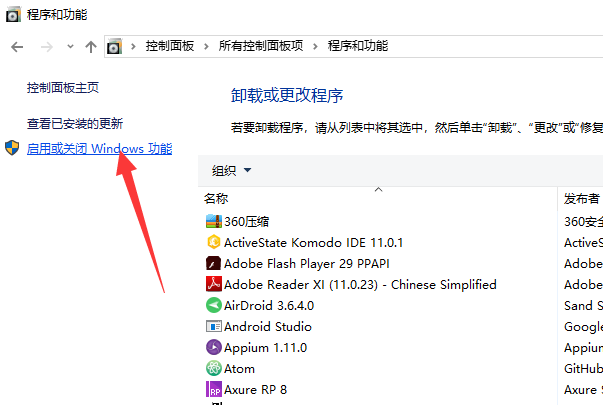 程序和功能
控制面板 > 所有控制面板项 > 程序和功能
控制面板主页
查看已安装的更新
启用或关闭 Windows 功能
卸载或更改程序
若要卸载程序，请从列表中将其选中，然后单击“卸载”、“更改”或“修复
组织
名称 发布者
360压缩 360安全
ActiveState Komodo IDE 11.0.1 ActiveS
Adobe Flash Player 29 PPAPI Adobe
Adobe Reader XI (11.0.23) - Chinese Simplified Adobe
AirDroid 3.6.4.0 Sand S
Android Studio Google
Appium 1.11.0 Appium
Atom GitHub
Axure RP 8 Axure